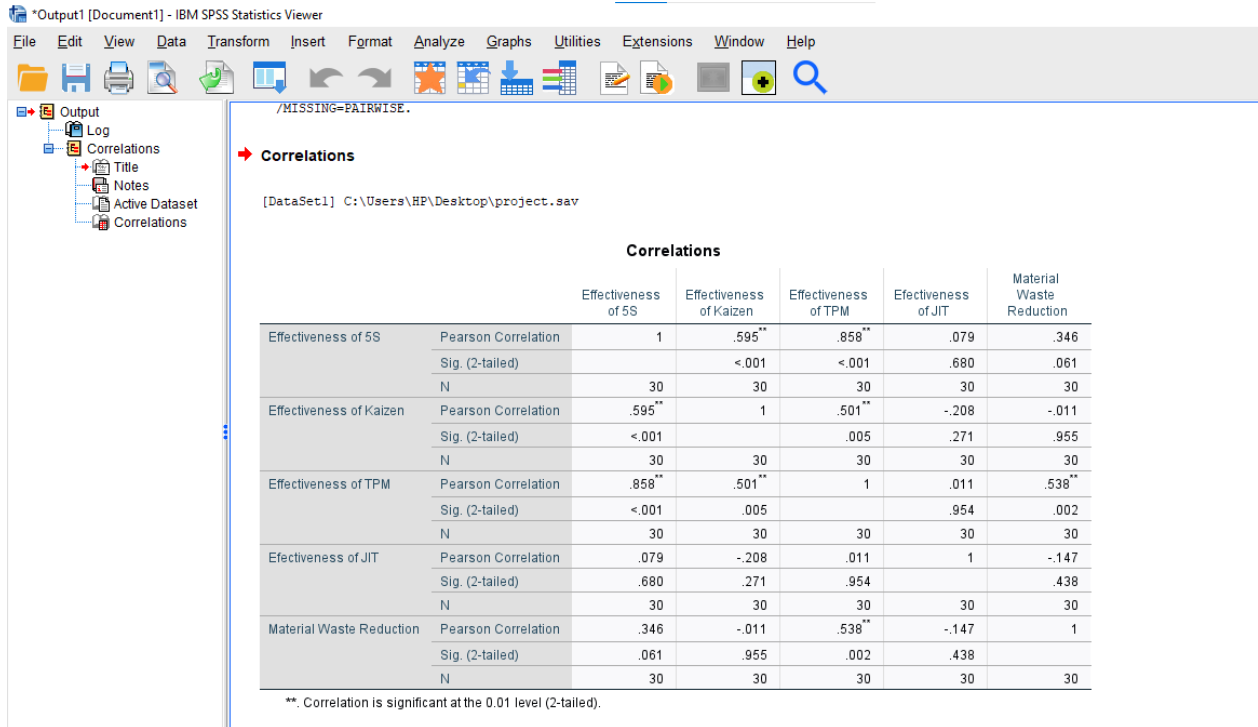 *Output1 [Document1] - IBM SPSS Statistics Viewer
File Edit View Data Transform Insert Format Analyze Graphs Utilities Extensions Window Help
Output
Log
Correlations
Title
Notes
Active Dataset
Correlations
/MISSING=PAIRWISE.
Correlations
[DataSet1] C:\Users\HP\Desktop\project.sav
Correlations
Effectiveness of 5S Effectiveness of Kaizen Effectiveness of TPM Efectiveness of JIT Material Waste Reduction
Effectiveness of 5S Pearson Correlation 1 .595** .858** .079 .346
Sig. (2-tailed) <.001 <.001 .680 .061
N 30 30 30 30 30
Effectiveness of Kaizen Pearson Correlation .595** 1 .501** -.208 -.011
Sig. (2-tailed) <.001 .005 .271 .955
N 30 30 30 30 30
Effectiveness of TPM Pearson Correlation .858** .501** 1 .011 .538**
Sig. (2-tailed) <.001 .005 .954 .002
N 30 30 30 30 30
Efectiveness of JIT Pearson Correlation .079 -.208 .011 1 -.147
Sig. (2-tailed) .680 .271 .954 .438
N 30 30 30 30 30
Material Waste Reduction Pearson Correlation .346 -.011 .538** -.147 1
Sig. (2-tailed) .061 .955 .002 .438
N 30 30 30 30 30
**. Correlation is significant at the 0.01 level (2-tailed).